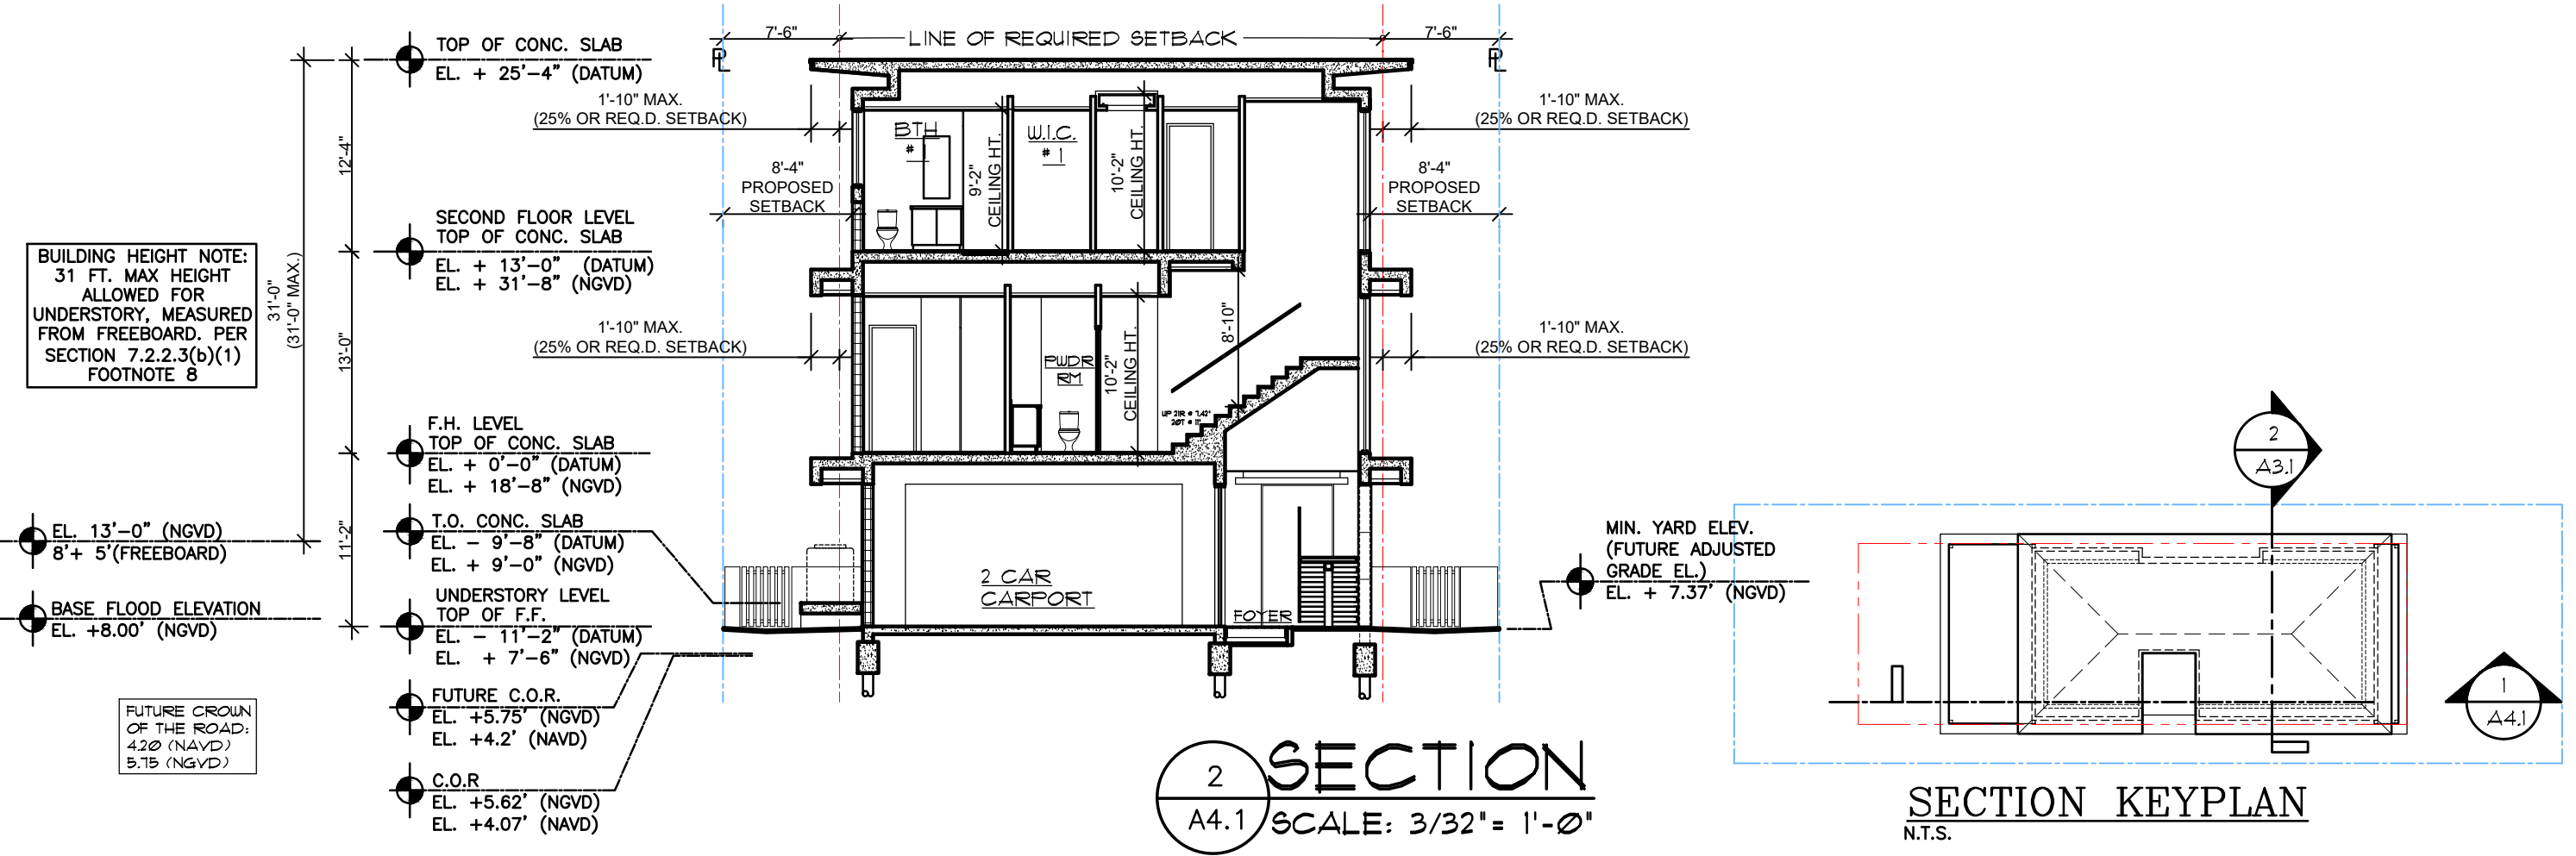 7'-6"
LINE OF REQUIRED SETBACK
7'-6"
PL
PL
TOP OF CONC. SLAB
EL. + 25'-4" (DATUM)
1'-10" MAX.
(25% OR REQ.D. SETBACK)
1'-10" MAX.
(25% OR REQ.D. SETBACK)
12'-4"
BTH
# 1
9'-2"
CEILING HT.
W.I.C.
# 1
10'-2"
CEILING HT.
8'-4"
PROPOSED
SETBACK
8'-4"
PROPOSED
SETBACK
SECOND FLOOR LEVEL
TOP OF CONC. SLAB
EL. + 13'-0" (DATUM)
EL. + 31'-8" (NGVD)
BUILDING HEIGHT NOTE:
31 FT. MAX HEIGHT
ALLOWED FOR
UNDERSTORY, MEASURED
FROM FREEBOARD. PER
SECTION 7.2.2.3(b)(1)
FOOTNOTE 8
31'-0"
(31'-0" MAX.)
13'-0"
1'-10" MAX.
(25% OR REQ.D. SETBACK)
1'-10" MAX.
(25% OR REQ.D. SETBACK)
PWDR
RM
10'-2"
CEILING HT.
8'-10"
UP 21R @ 7.42"
20T @ 11"
F.H. LEVEL
TOP OF CONC. SLAB
EL. + 0'-0" (DATUM)
EL. + 18'-8" (NGVD)
11'-2"
EL. 13'-0" (NGVD)
8'+ 5'(FREEBOARD)
T.O. CONC. SLAB
EL. - 9'-8" (DATUM)
EL. + 9'-0" (NGVD)
BASE FLOOD ELEVATION
EL. +8.00' (NGVD)
UNDERSTORY LEVEL
TOP OF F.F.
EL. - 11'-2" (DATUM)
EL. + 7'-6" (NGVD)
2 CAR
CARPORT
FOYER
MIN. YARD ELEV.
(FUTURE ADJUSTED
GRADE EL.)
EL. + 7.37' (NGVD)
FUTURE C.O.R.
EL. +5.75' (NGVD)
EL. +4.2' (NAVD)
FUTURE CROWN
OF THE ROAD:
4.20 (NAVD)
5.75 (NGVD)
C.O.R
EL. +5.62' (NGVD)
EL. +4.07' (NAVD)
2
A4.1
SECTION
SCALE: 3/32"= 1'-0"
2
A3.1
1
A4.1
SECTION KEYPLAN
N.T.S.